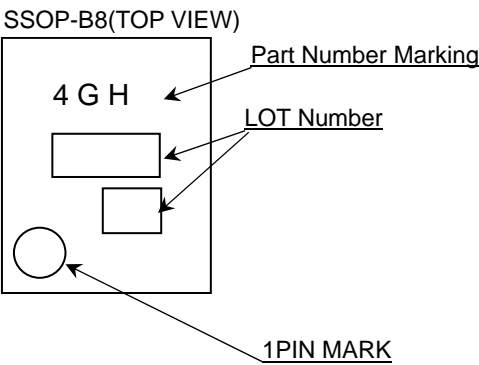 SSOP-B8(TOP VIEW)
Part Number Marking
4 G H
LOT Number
1PIN MARK